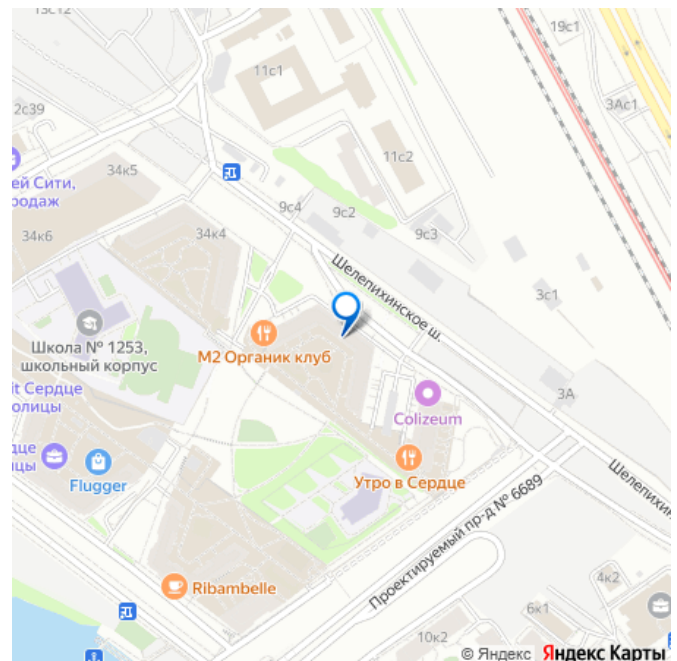 13с12
19с1
11с1
3Ас1
2с39
11с2
34к5
ей Сити,
родаж
9с4
9с2
34к6
34к4
9с3
Шелепихинское ш.
3с1
Школа № 1253,
школьный корпус
М2 Органик клуб
it Сердце
олицы
3А
Colizeum
дце
ицы
Flugger
Утро в Сердце
Шелепихин
Проектируемый пр-д № 6689
Ribambelle
4к2
6к1
10к2
© Яндекс Яндекс Карты